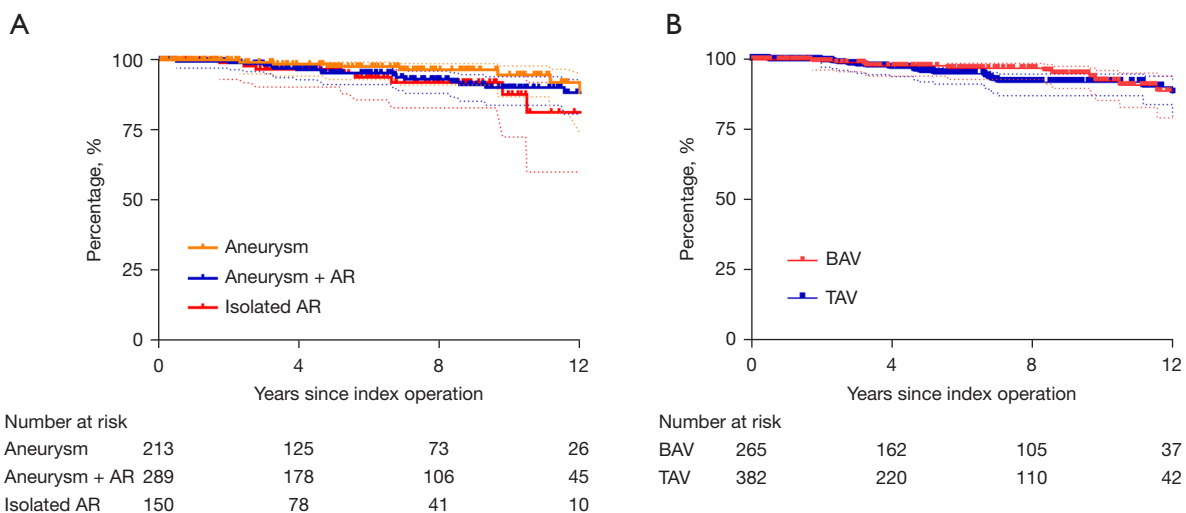 A
100
75
50
25
0
Percentage, %
Aneurysm
Aneurysm + AR
Isolated AR
0 4 8 12
Years since index operation
Number at risk
Aneurysm 213 125 73 26
Aneurysm + AR 289 178 106 45
Isolated AR 150 78 41 10
B
100
75
50
25
0
Percentage, %
BAV
TAV
0 4 8 12
Years since index operation
Number at risk
BAV 265 162 105 37
TAV 382 220 110 42